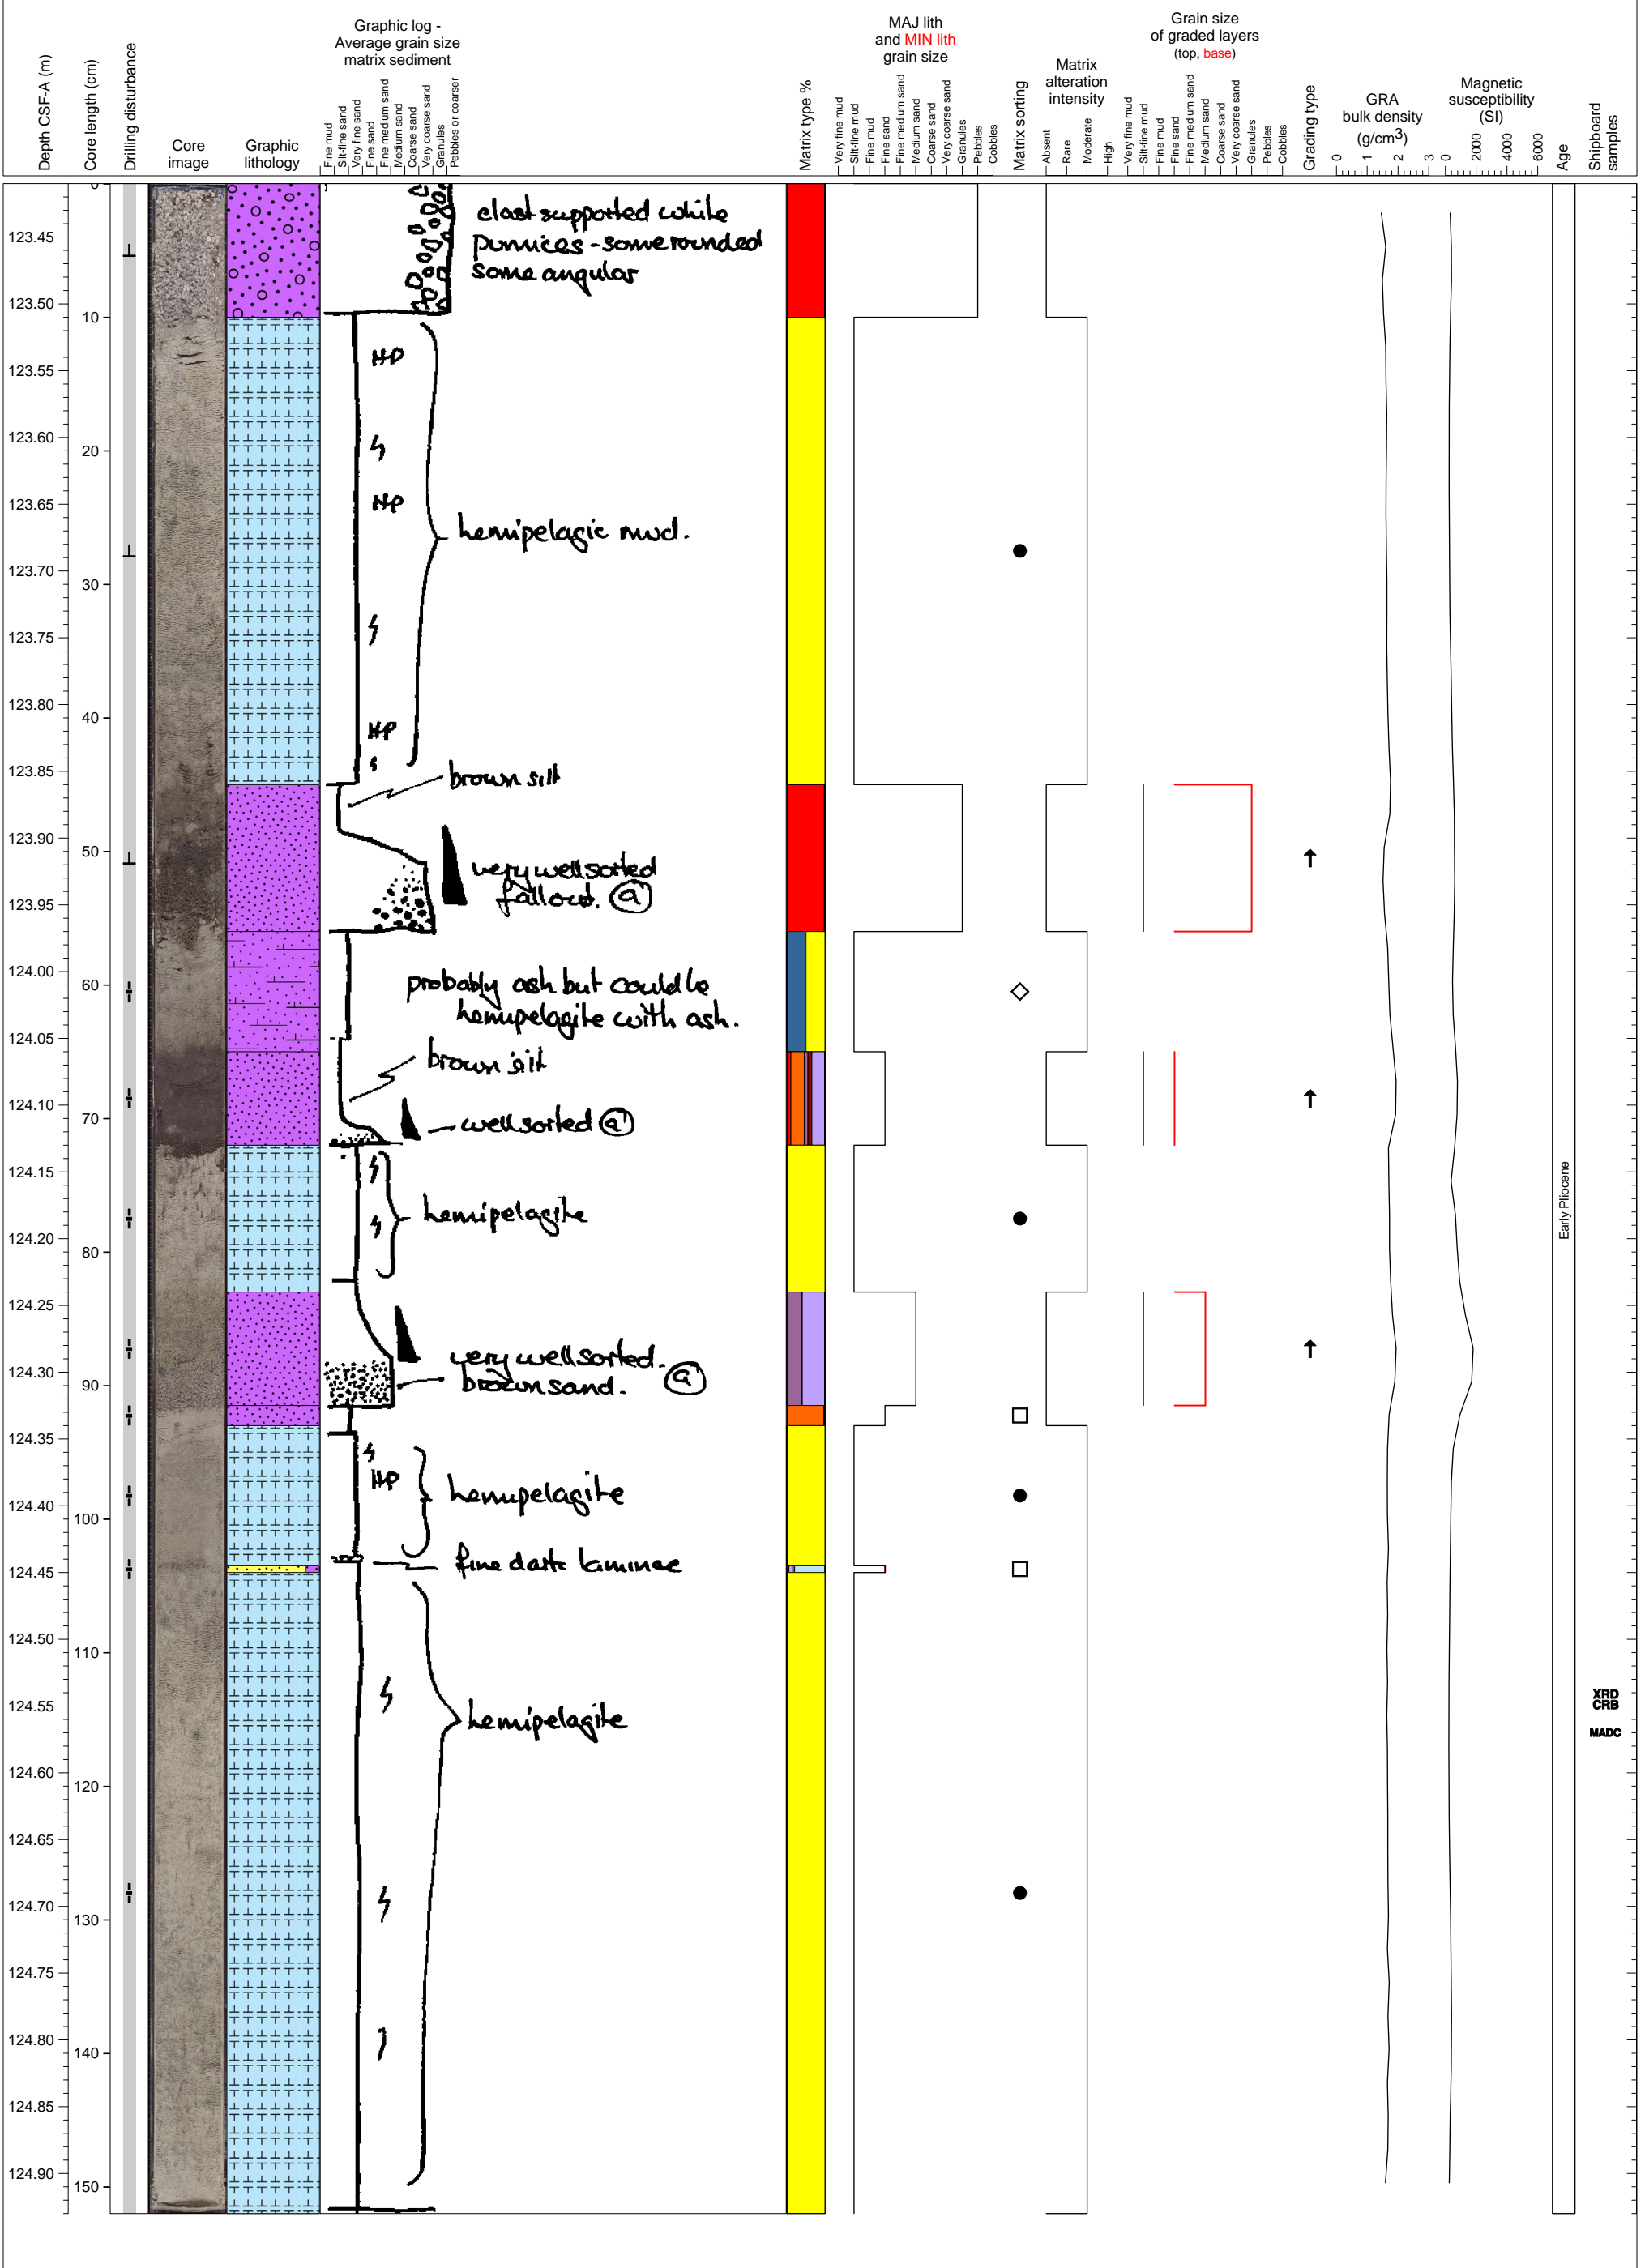 Depth CSF-A (m)
Core length (cm)
Drilling disturbance
Core
image
Graphic
lithology
Graphic log -
Average grain size
matrix sediment
Fine mud
Silt-fine sand
Very fine sand
Fine sand
Fine medium sand
Medium sand
Coarse sand
Very coarse sand
Granules
Pebbles or coarser
Matrix type %
MAJ lith
and MIN lith
grain size
Very fine mud
Silt-fine mud
Fine mud
Fine sand
Fine medium sand
Medium sand
Coarse sand
Very coarse sand
Granules
Pebbles
Cobbles
Matrix sorting
Matrix
alteration
intensity
Absent
Rare
Moderate
High
Grain size
of graded layers
(top, base)
Very fine mud
Silt-fine mud
Fine mud
Fine sand
Fine medium sand
Medium sand
Coarse sand
Very coarse sand
Granules
Pebbles
Cobbles
Grading type
GRA
bulk density
(g/cm3)
0 1 2 3
Magnetic
susceptibility
(SI)
0 2000 4000 6000
Age
Shipboard
samples
0
clast supported white
123.45
pumices - some rounded
some angular
123.50
10
HP
123.55
123.60
20
HP
123.65
hemipelagic mud.
123.70
30
123.75
123.80
40
HP
123.85
brown silt
123.90
50
very well sorted
fallout. a
123.95
124.00
60
probably ash but could be
hemipelagite with ash.
124.05
brown silt
124.10
70
well sorted a
124.15
Early Pliocene
hemipelagite
124.20
80
124.25
very well sorted.
brown sand. a
124.30
90
124.35
HP
hemipelagite
124.40
100
fine dark laminae
124.45
124.50
110
124.55
XRD
CRB
hemipelagite
MADC
124.60
120
124.65
124.70
130
124.75
124.80
140
124.85
124.90
150